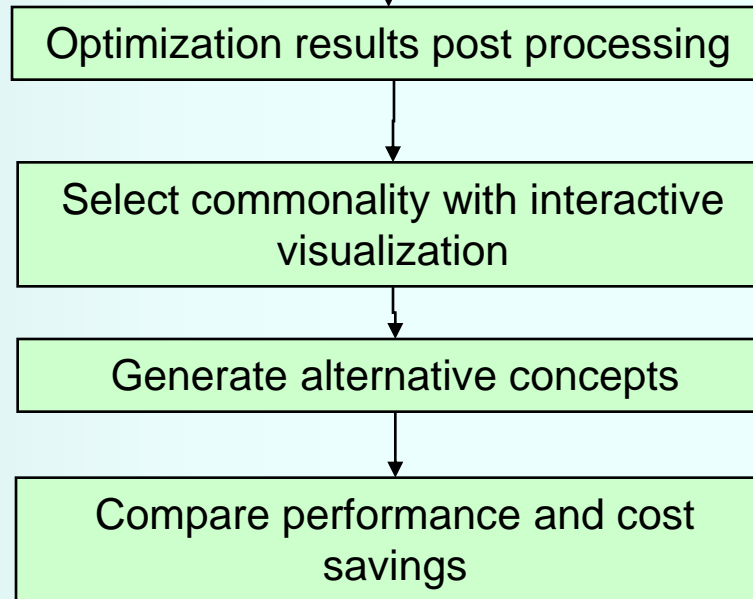 Optimization results post processing
Select commonality with interactive
visualization
Generate alternative concepts
Compare performance and cost
savings